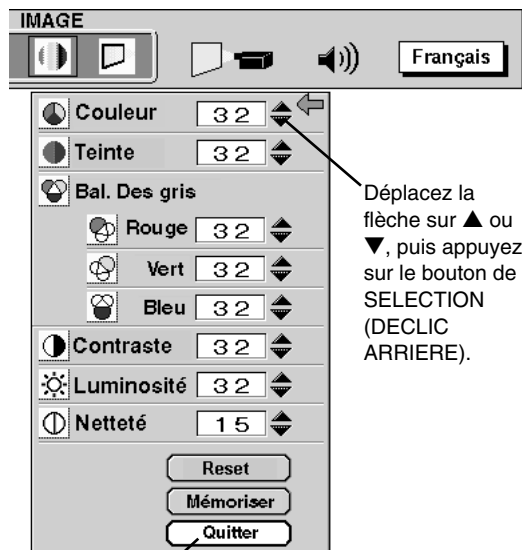 IMAGE
Français
Couleur 32
Teinte 32
Bal. Des gris
Rouge 32
Vert 32
Bleu 32
Contraste 32
Luminosité 32
Netteté 15
Reset
Mémoriser
Quitter
Déplacez la
flèche sur ▲ ou
▼, puis appuyez
sur le bouton de
SELECTION
(DECLIC
ARRIERE).